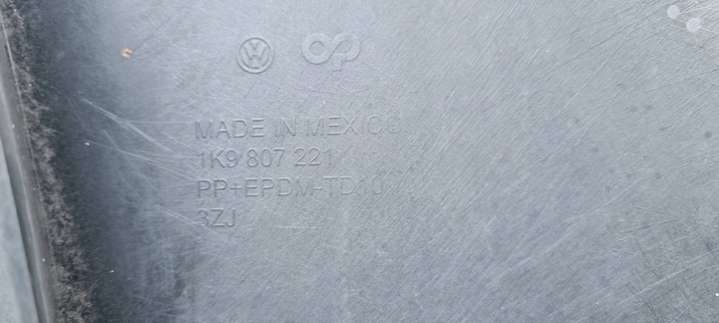 MADE IN MEXICO
1K9 807 221
PP+EPDM-TD10
3ZJ